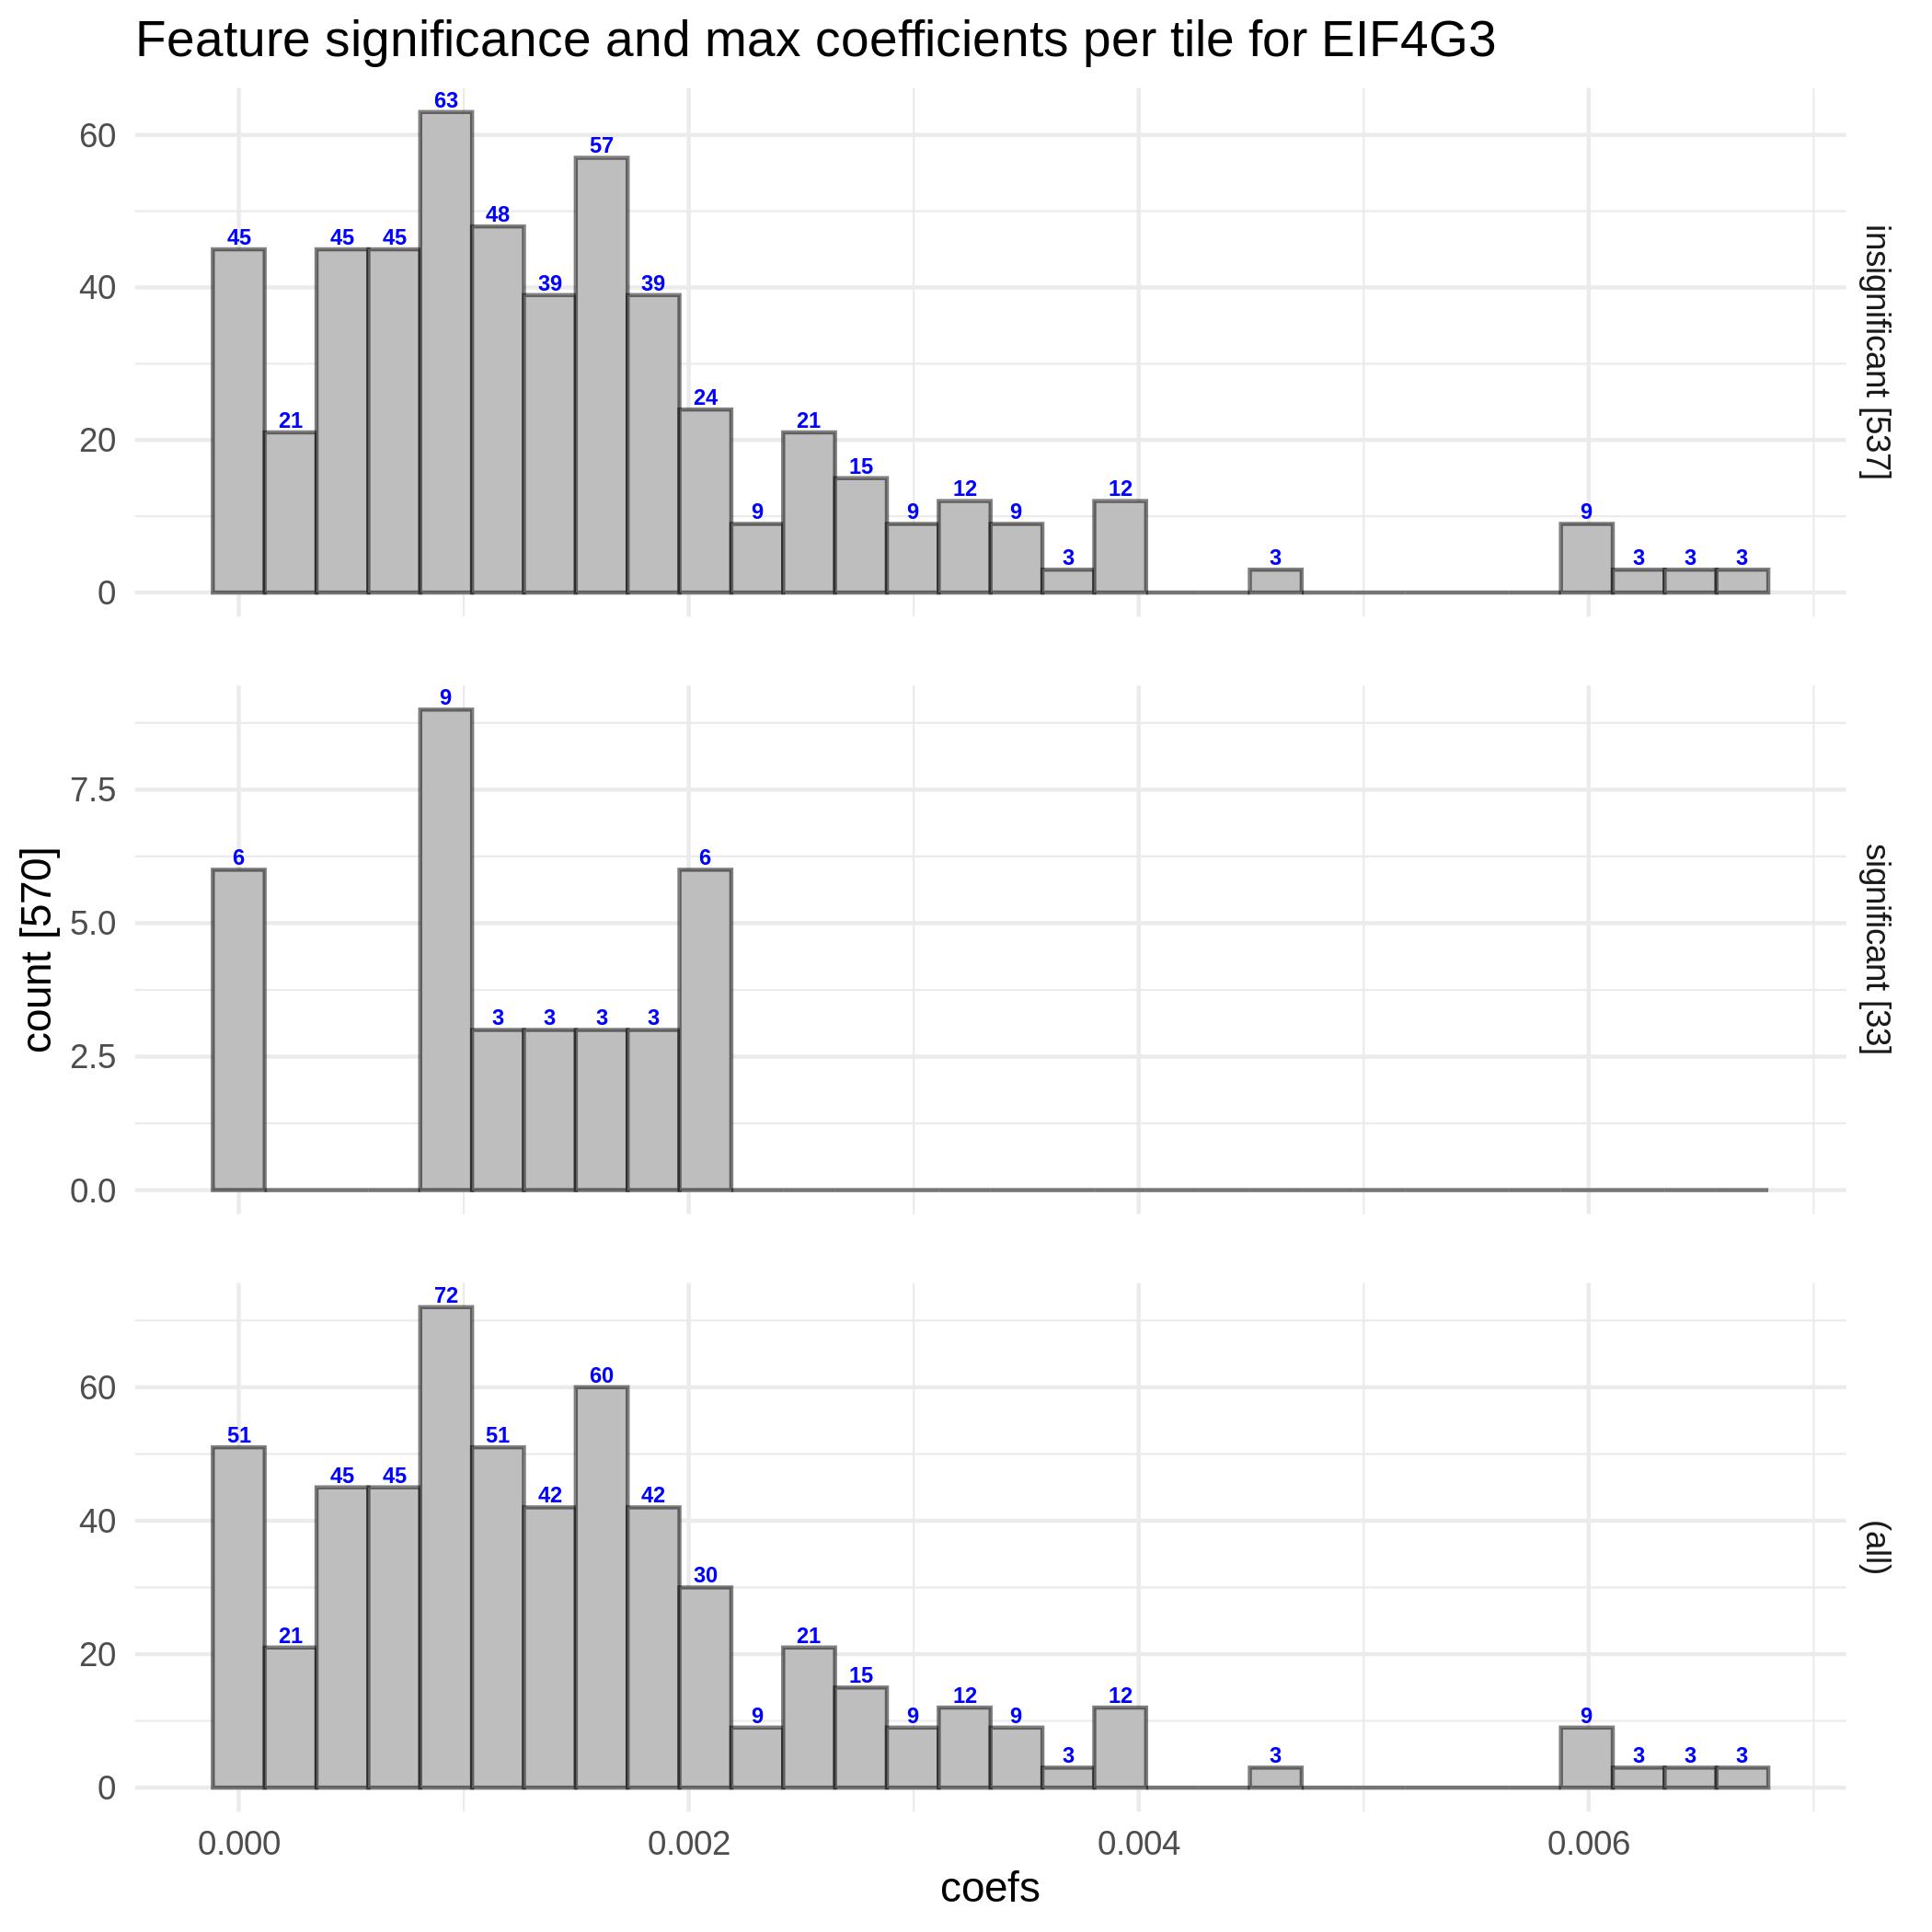 Feature significance and max coefficients per tile for EIF4G3
63
57
48
45 45 45
39 39
24
21 21
15
12 12
9 9 9 9
3 3 3 3 3
60
40
20
0
insignificant [537]
9
6 6
3 3 3 3
7.5
5.0
2.5
0.0
significant [33]
count [570]
72
60
51 51
45 45
42 42
30
21 21
15
12 12
9 9 9 9
3 3 3 3 3
60
40
20
0
(all)
0.000 0.002 0.004 0.006
coefs